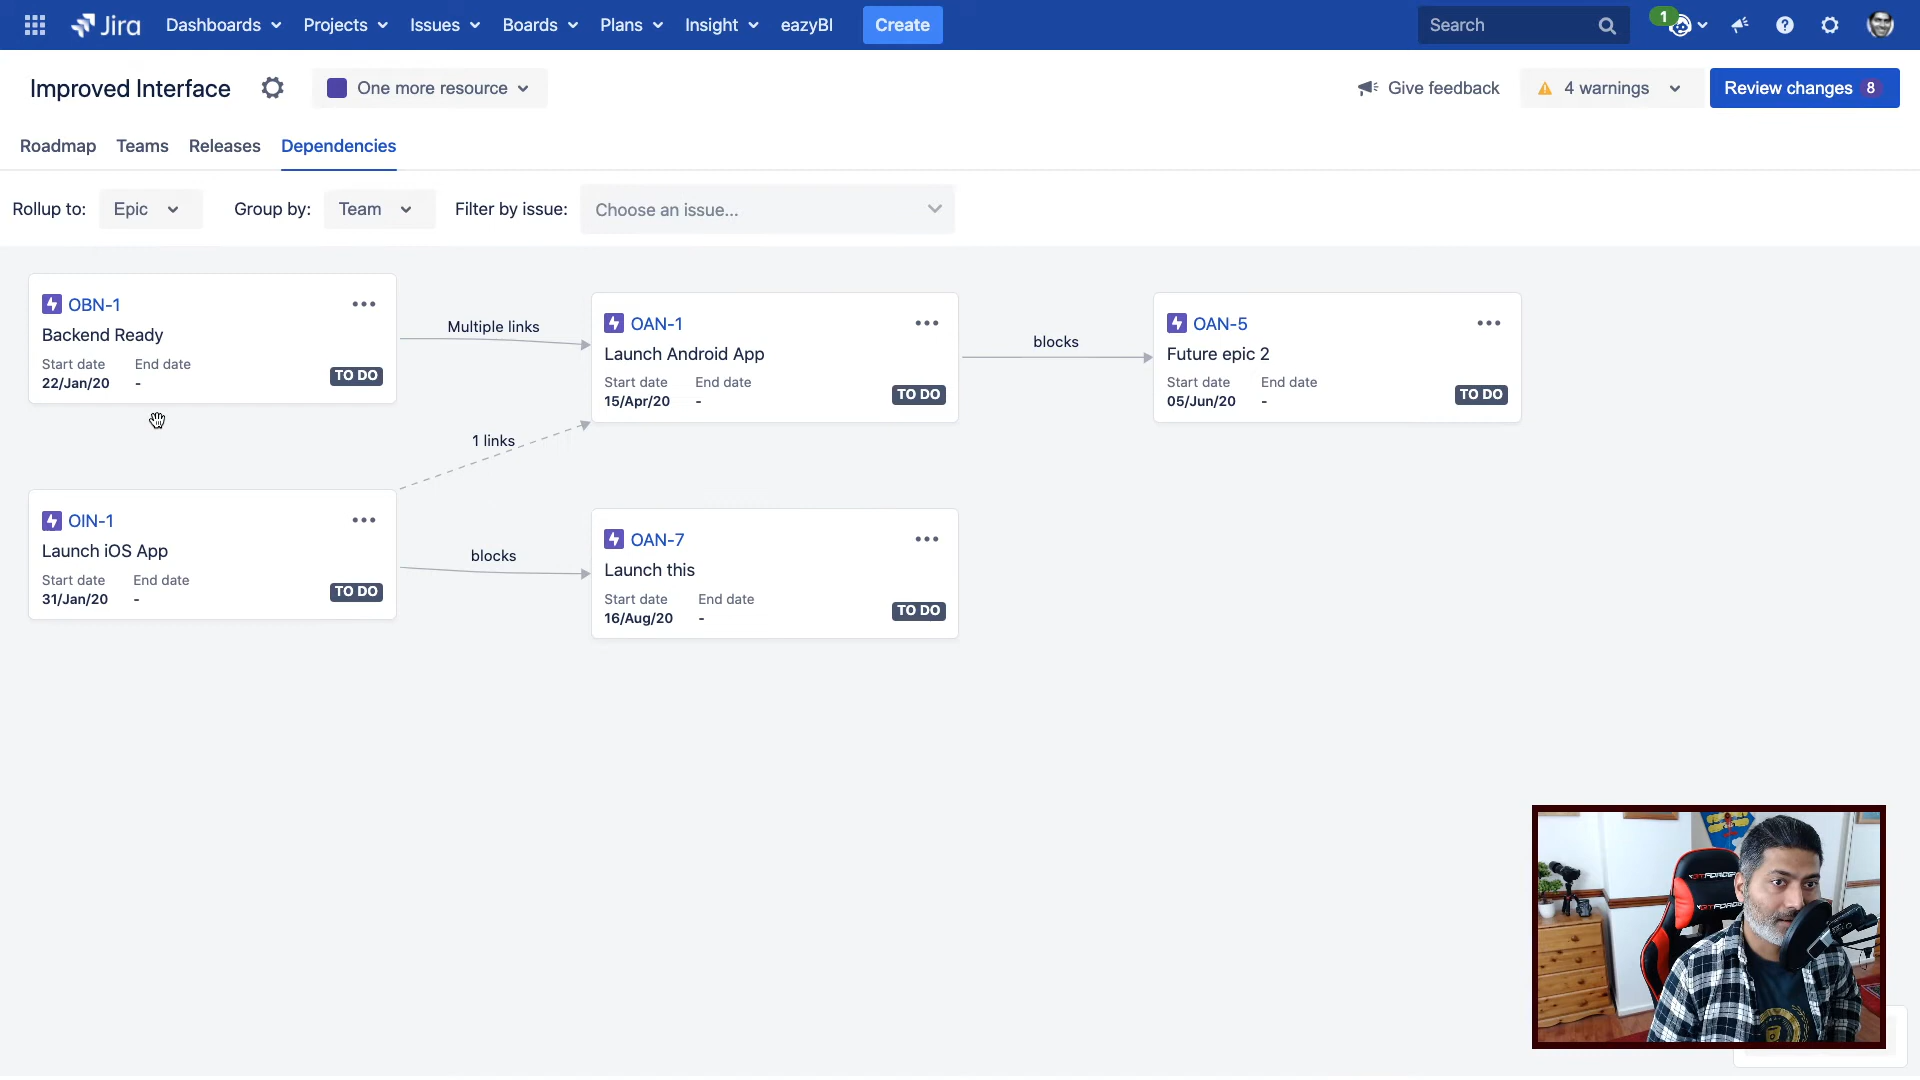 Jira Dashboards Projects Issues Boards Plans Insight eazyBI Create Search 1
Improved Interface One more resource Give feedback 4 warnings Review changes 8
Roadmap Teams Releases Dependencies
Rollup to: Epic Group by: Team Filter by issue: Choose an issue...
OBN-1
Backend Ready
Start date End date
22/Jan/20 -
TO DO
Multiple links
OAN-1
Launch Android App
Start date End date
15/Apr/20 -
TO DO
blocks
OAN-5
Future epic 2
Start date End date
05/Jun/20 -
TO DO
1 links
OIN-1
Launch iOS App
Start date End date
31/Jan/20 -
TO DO
blocks
OAN-7
Launch this
Start date End date
16/Aug/20 -
TO DO